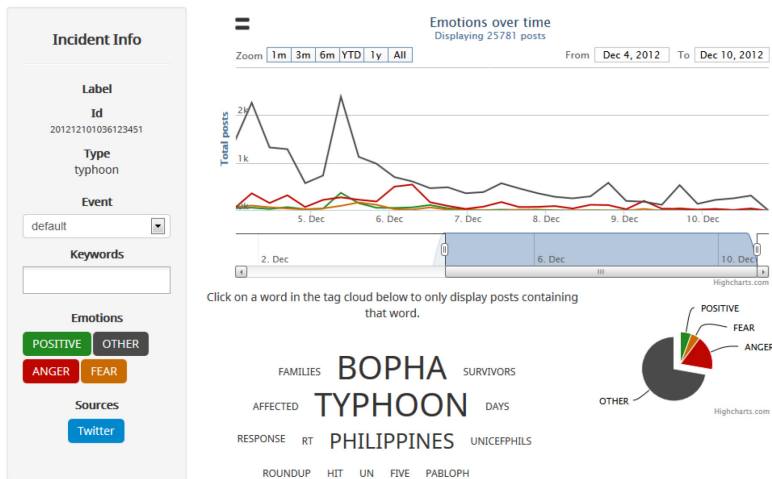 Incident Info
Label
Id
201212101036123451
Type
typhoon
Event
default
Keywords
Emotions
POSITIVE OTHER
ANGER FEAR
Sources
Twitter
Emotions over time
Displaying 25781 posts
Zoom 1m 3m 6m YTD 1y All From Dec 4, 2012 To Dec 10, 2012
Total posts
2k
1k
0k
5. Dec 6. Dec 7. Dec 8. Dec 9. Dec 10. Dec
2. Dec 6. Dec 10. Dec
Highcharts.com
Click on a word in the tag cloud below to only display posts containing
that word.
FAMILIES BOPHA SURVIVORS
AFFECTED TYPHOON DAYS
RESPONSE RT PHILIPPINES UNICEFPHILS
ROUNDUP HIT UN FIVE PABLOPH
POSITIVE
FEAR
ANGER
OTHER
Highcharts.com